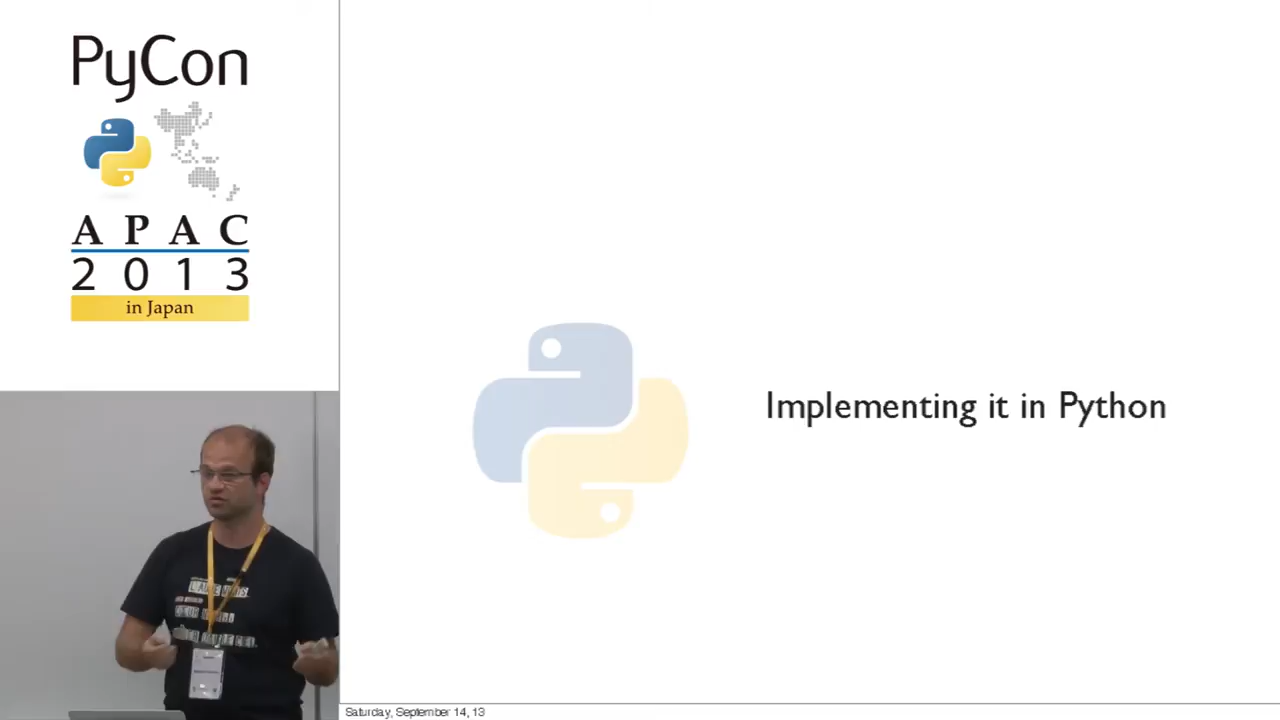 PyCon
APAC
2013
in Japan
Implementing it in Python
Saturday, September 14, 13